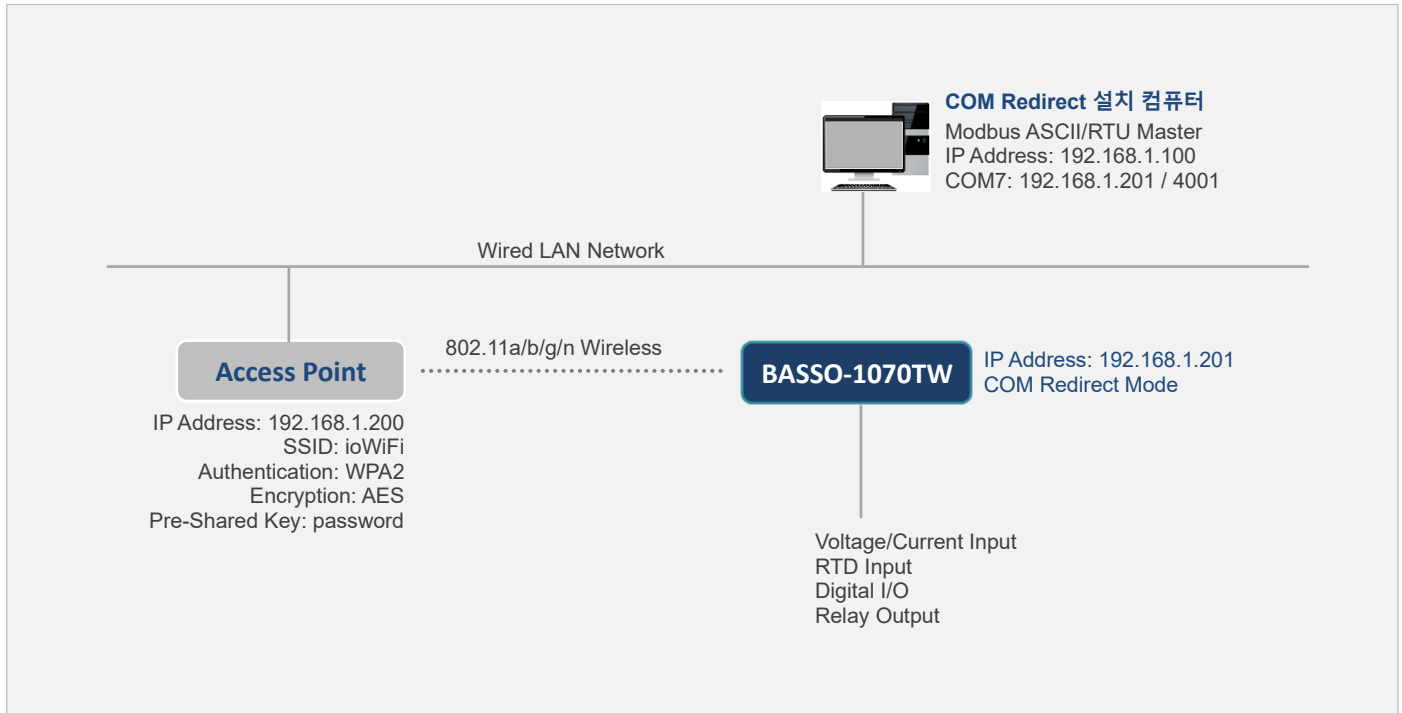 COM Redirect 설치 컴퓨터
Modbus ASCII/RTU Master
IP Address: 192.168.1.100
COM7: 192.168.1.201 / 4001
Wired LAN Network
802.11a/b/g/n Wireless
Access Point
IP Address: 192.168.1.200
SSID: ioWiFi
Authentication: WPA2
Encryption: AES
Pre-Shared Key: password
BASSO-1070TW
IP Address: 192.168.1.201
COM Redirect Mode
Voltage/Current Input
RTD Input
Digital I/O
Relay Output